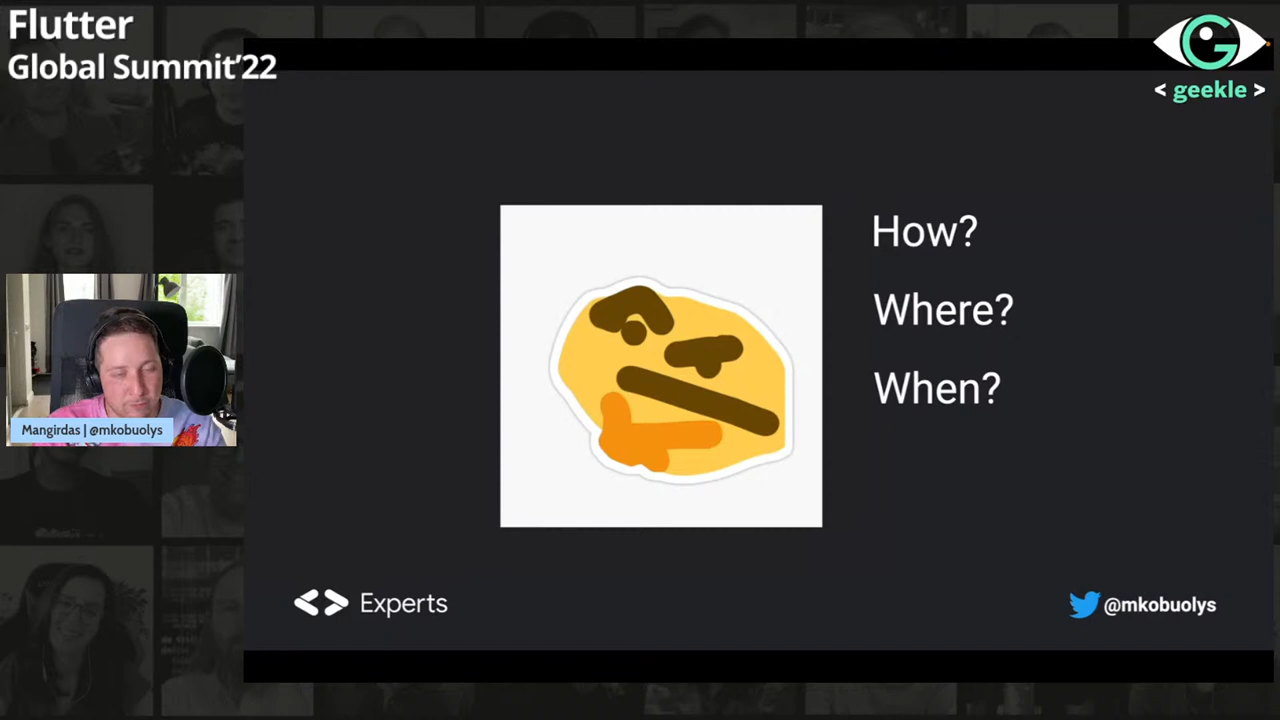 Flutter
Global Summit'22
< geekle >
How?
Where?
When?
Mangirdas | @mkobuolys
<> Experts
@mkobuolys